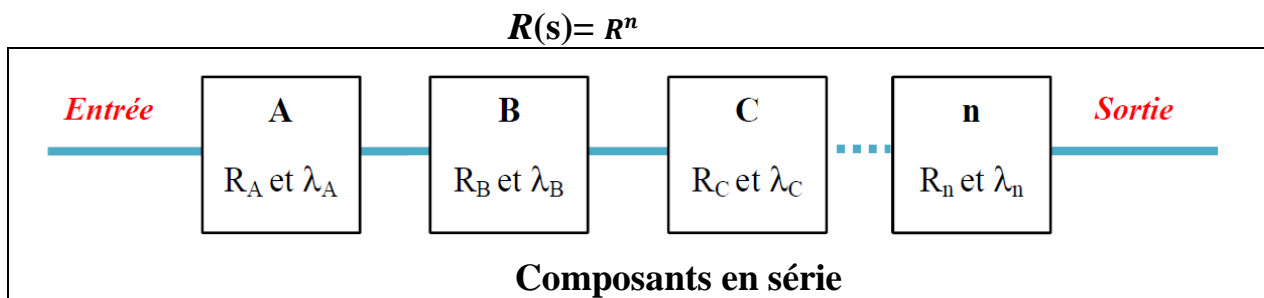 R(s)= Rⁿ
Entrée A B C n Sortie
R_A et λ_A R_B et λ_B R_C et λ_C R_n et λ_n
Composants en série